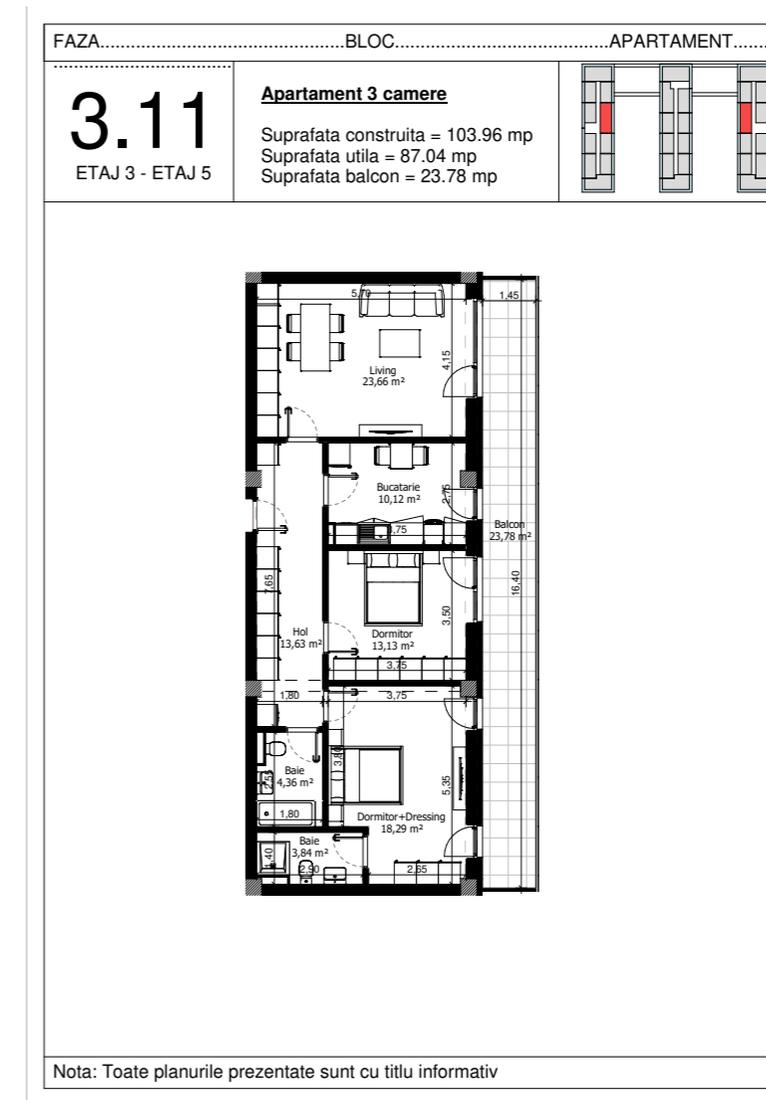 FAZA............................................BLOC......................................APARTAMENT......
3.11
ETAJ 3 - ETAJ 5
Apartament 3 camere
Suprafata construita = 103.96 mp
Suprafata utila = 87.04 mp
Suprafata balcon = 23.78 mp
5,70
1,45
4,15
Living
23,66 m²
Bucatarie
10,12 m²
2,75
Balcon
23,78 m²
16,40
3,50
Hol
13,63 m²
Dormitor
13,13 m²
3,75
1,80
3,75
Baie
4,36 m²
5,35
1,80
Dormitor+Dressing
18,29 m²
Baie
3,84 m²
2,90
2,65
Nota: Toate planurile prezentate sunt cu titlu informativ